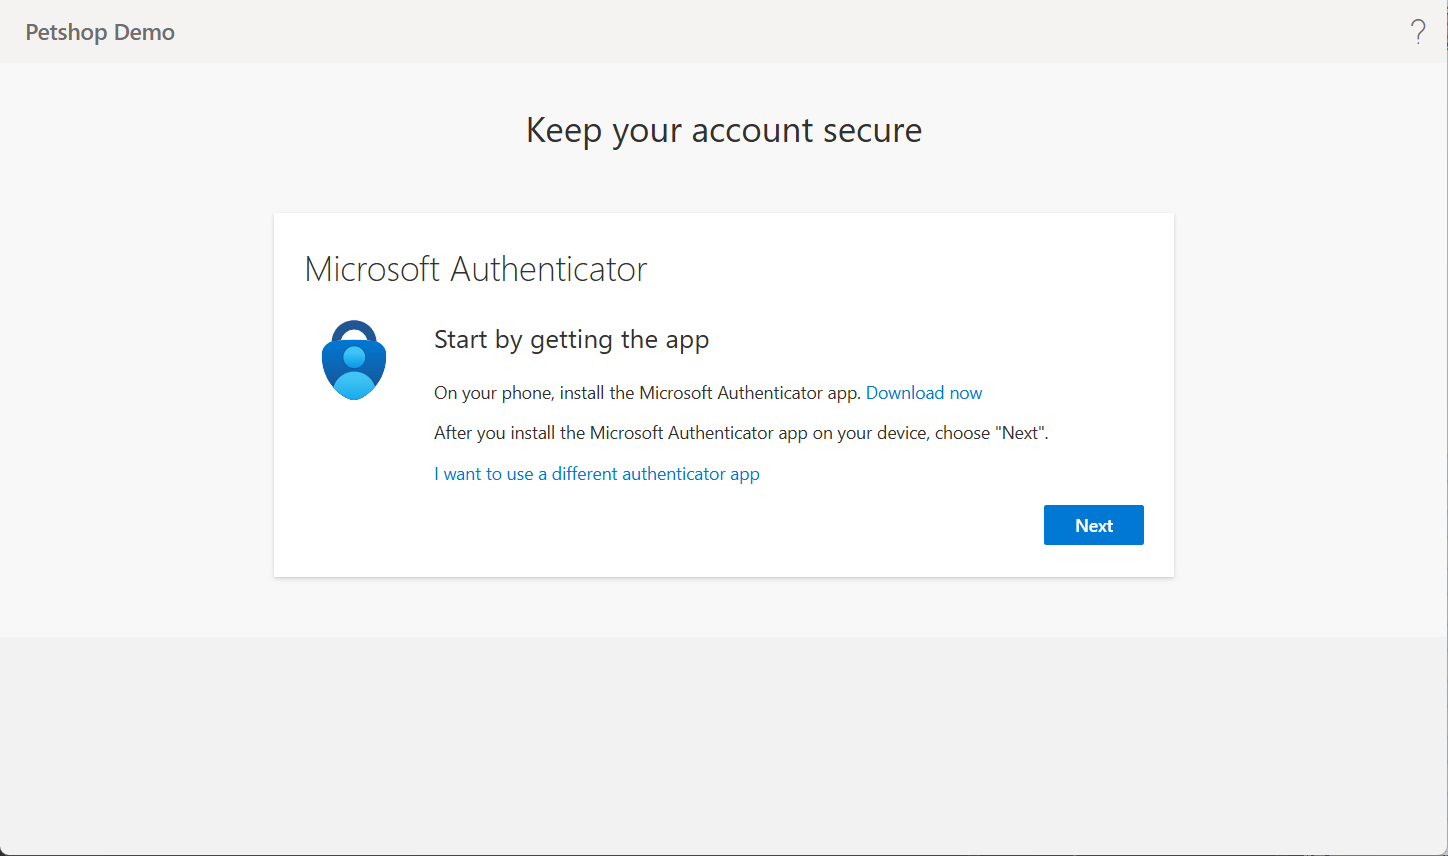 Petshop Demo
?
Keep your account secure
Microsoft Authenticator
Start by getting the app
On your phone, install the Microsoft Authenticator app. Download now
After you install the Microsoft Authenticator app on your device, choose "Next".
I want to use a different authenticator app
Next